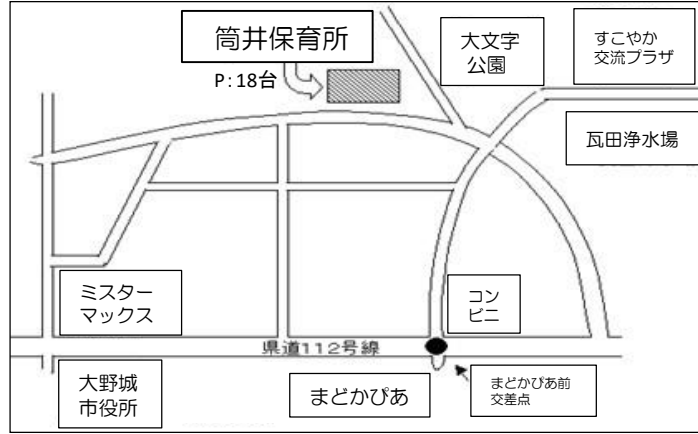 筒井保育所
P:18台
大文字
公園
すこやか
交流プラザ
瓦田浄水場
ミスター
マックス
コン
ビニ
県道112号線
大野城
市役所
まどかぴあ
まどかぴあ前
交差点